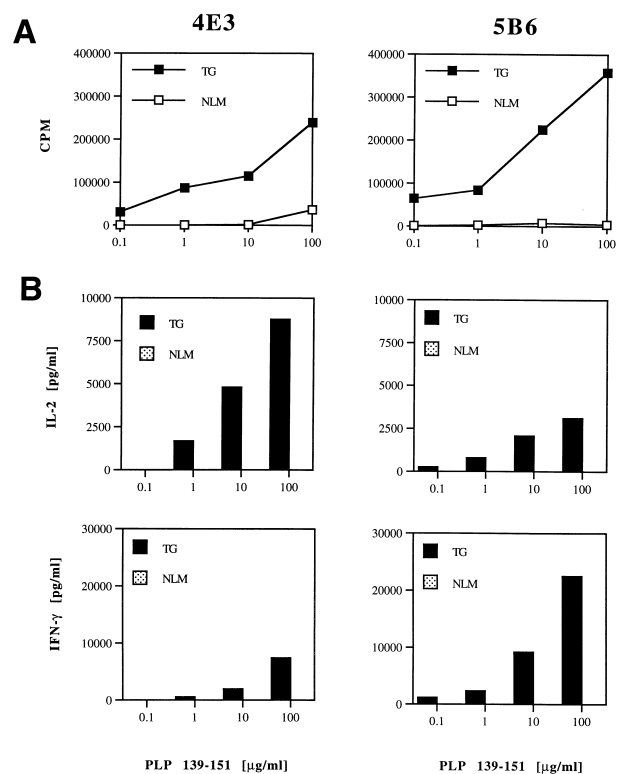 4E3 5B6
A
400000 400000
TG TG
300000 300000
NLM NLM
CPM
200000 200000
100000 100000
0 0
0.1 1 10 100 0.1 1 10 100
B
10000 10000
TG TG
7500 7500
NLM NLM
IL-2 [pg/ml]
5000 5000
2500 2500
0 0
0.1 1 10 100 0.1 1 10 100
30000 30000
TG TG
NLM NLM
20000 20000
IFN-γ [pg/ml]
10000 10000
0 0
0.1 1 10 100 0.1 1 10 100
PLP 139-151 [μg/ml] PLP 139-151 [μg/ml]